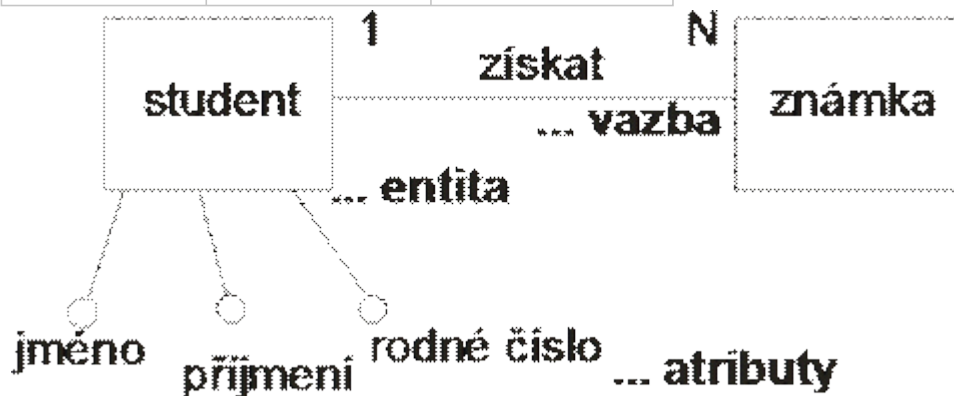 1 N
získat
student známka
... vazba
... entita
jméno
příjmení
rodné číslo
... atributy